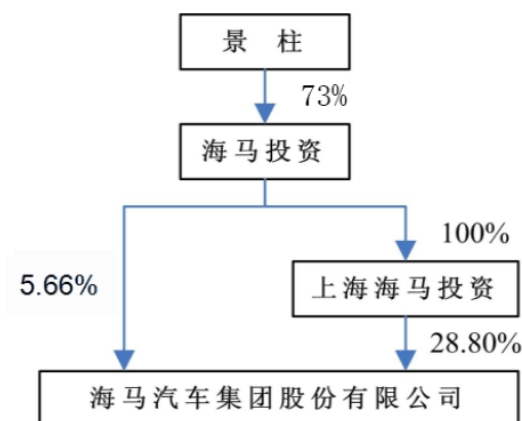 景 柱
73%
海马投资
100%
5.66%
上海海马投资
28.80%
海马汽车集团股份有限公司